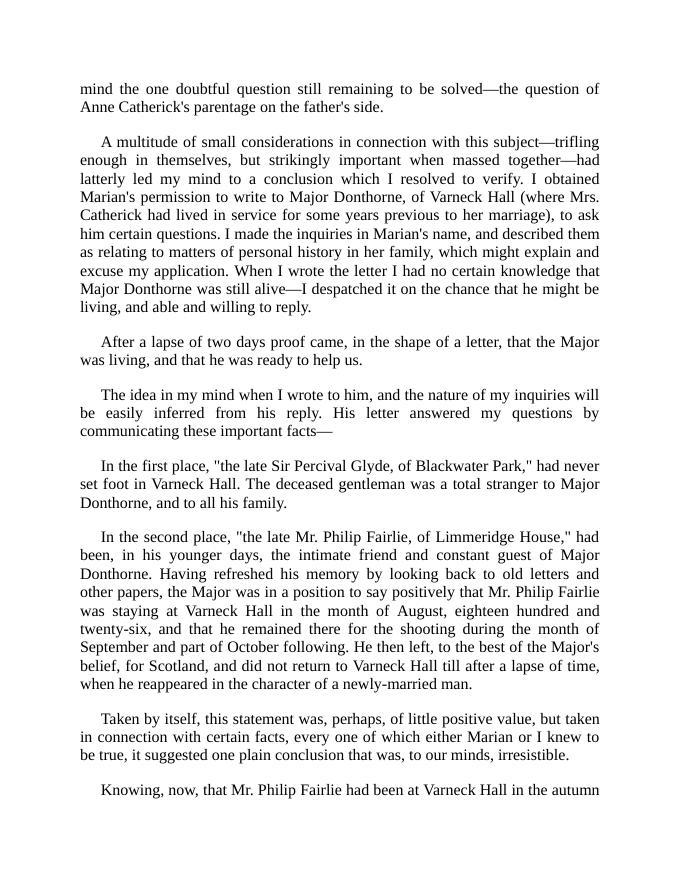 mind the one doubtful question still remaining to be solved—the question of
Anne Catherick's parentage on the father's side.
A multitude of small considerations in connection with this subject—trifling
enough in themselves, but strikingly important when massed together—had
latterly led my mind to a conclusion which I resolved to verify. I obtained
Marian's permission to write to Major Donthorne, of Varneck Hall (where Mrs.
Catherick had lived in service for some years previous to her marriage), to ask
him certain questions. I made the inquiries in Marian's name, and described them
as relating to matters of personal history in her family, which might explain and
excuse my application. When I wrote the letter I had no certain knowledge that
Major Donthorne was still alive—I despatched it on the chance that he might be
living, and able and willing to reply.
After a lapse of two days proof came, in the shape of a letter, that the Major
was living, and that he was ready to help us.
The idea in my mind when I wrote to him, and the nature of my inquiries will
be easily inferred from his reply. His letter answered my questions by
communicating these important facts—
In the first place, "the late Sir Percival Glyde, of Blackwater Park," had never
set foot in Varneck Hall. The deceased gentleman was a total stranger to Major
Donthorne, and to all his family.
In the second place, "the late Mr. Philip Fairlie, of Limmeridge House," had
been, in his younger days, the intimate friend and constant guest of Major
Donthorne. Having refreshed his memory by looking back to old letters and
other papers, the Major was in a position to say positively that Mr. Philip Fairlie
was staying at Varneck Hall in the month of August, eighteen hundred and
twenty-six, and that he remained there for the shooting during the month of
September and part of October following. He then left, to the best of the Major's
belief, for Scotland, and did not return to Varneck Hall till after a lapse of time,
when he reappeared in the character of a newly-married man.
Taken by itself, this statement was, perhaps, of little positive value, but taken
in connection with certain facts, every one of which either Marian or I knew to
be true, it suggested one plain conclusion that was, to our minds, irresistible.
Knowing, now, that Mr. Philip Fairlie had been at Varneck Hall in the autumn